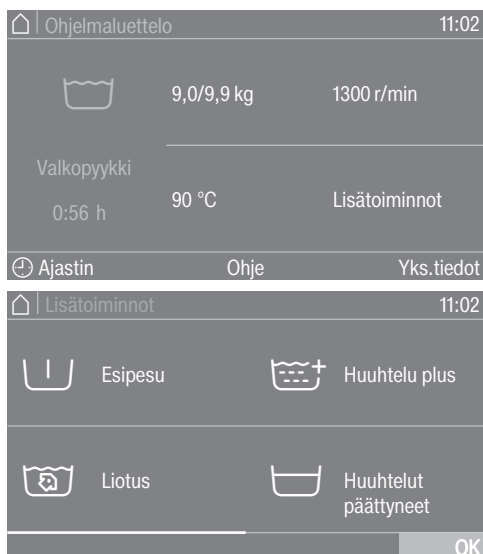 Ohjelmaluettelo 11:02
9,0/9,9 kg 1300 r/min
Valkopyykki
0:56 h
90 °C Lisätoiminnot
Ajastin Ohje Yks.tiedot
Lisätoiminnot 11:02
Esipesu Huuhtelu plus
Liotus Huuhtelut
päättyneet
OK